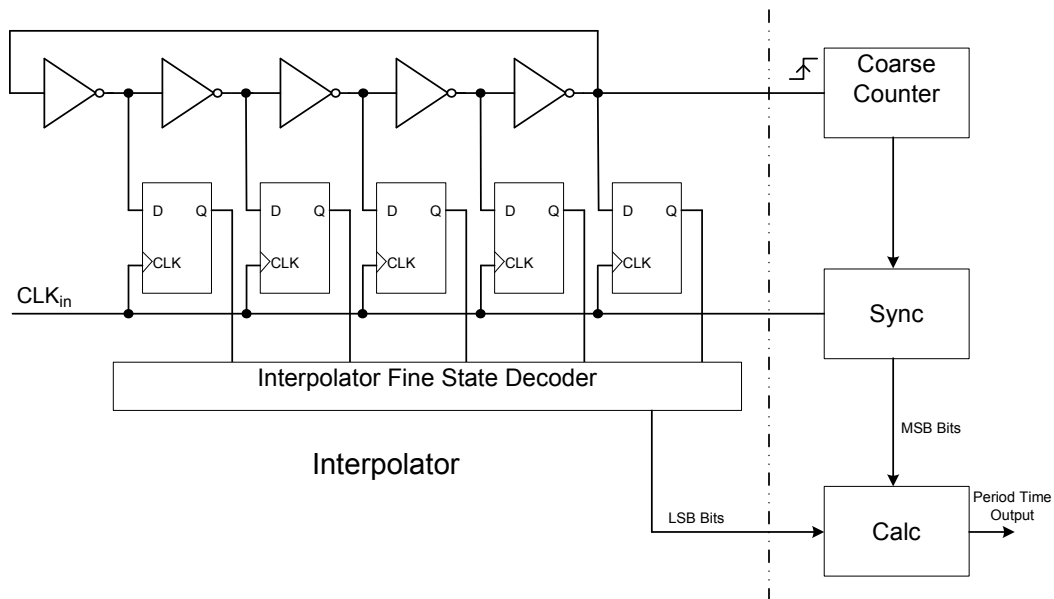 Coarse
Counter
D Q
CLK
D Q
CLK
D Q
CLK
D Q
CLK
D Q
CLK
CLKin
Sync
Interpolator Fine State Decoder
MSB Bits
Interpolator
Period Time
Output
LSB Bits
Calc